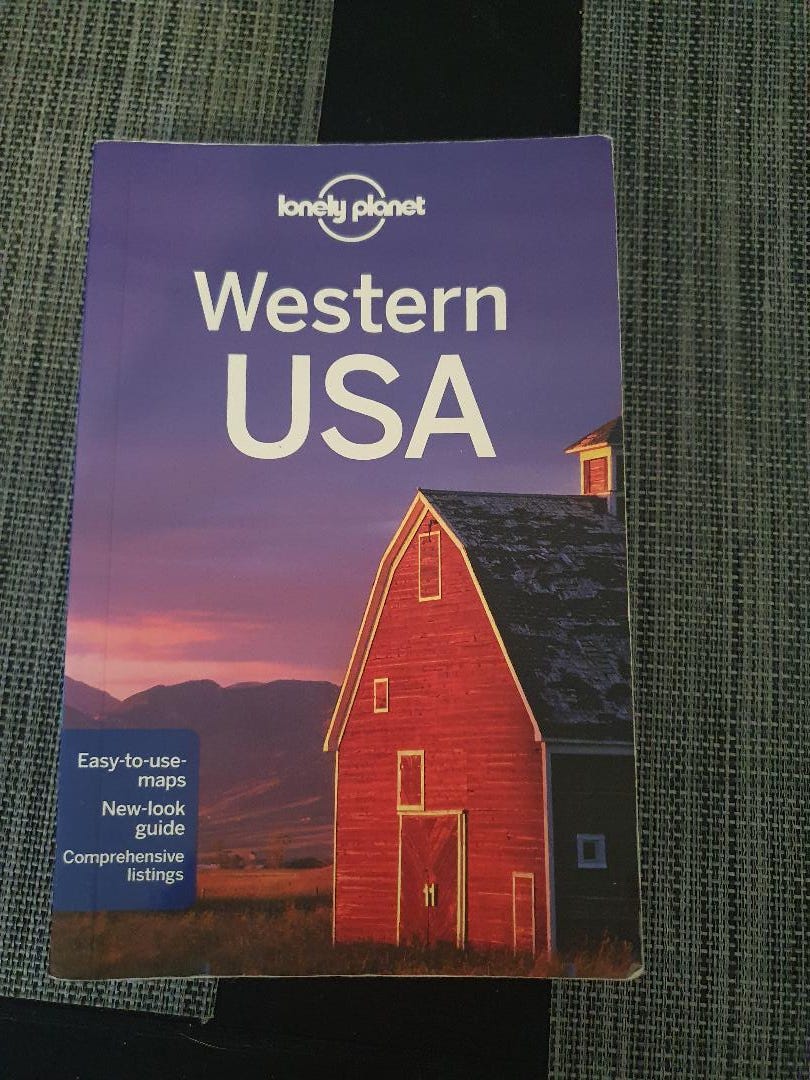 lonely planet
Western
USA
Easy-to-use-
maps
New-look
guide
Comprehensive
listings